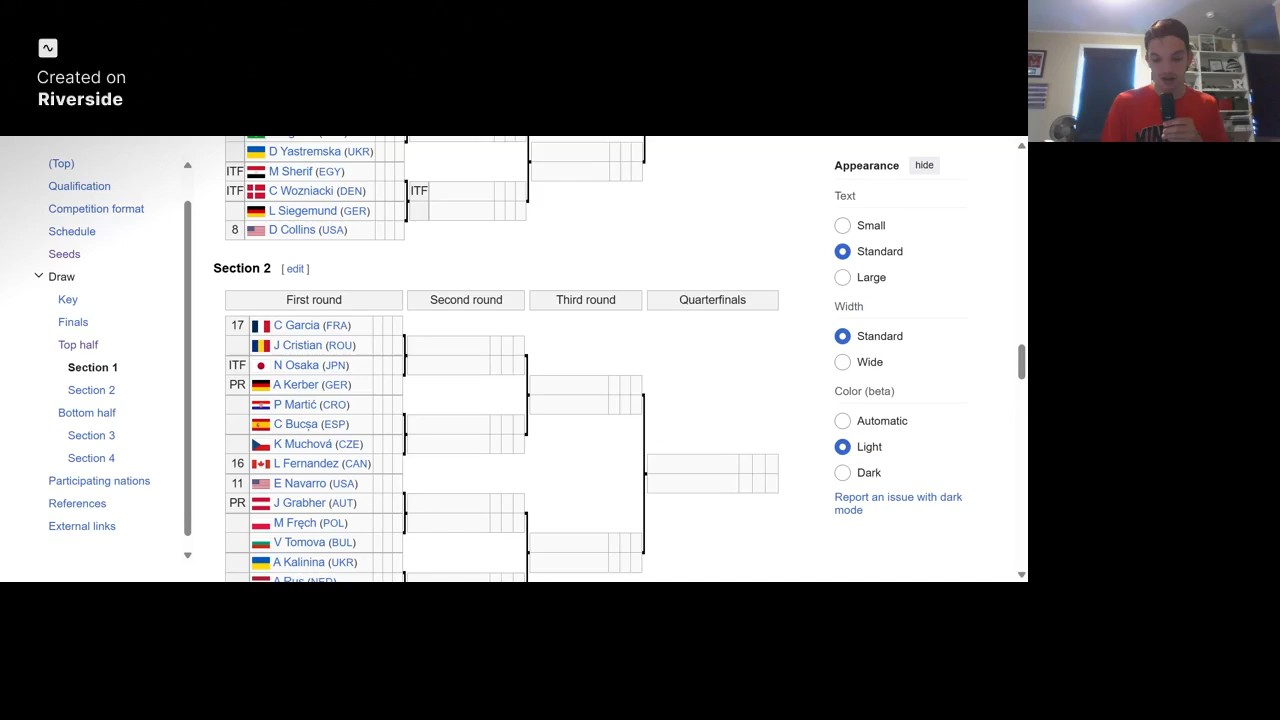 Created on
Riverside
D Yastremska (UKR)
ITF M Sherif (EGY)
ITF C Wozniacki (DEN) ITF
L Siegemund (GER)
8 D Collins (USA)
Section 2 [ edit ]
First round Second round Third round Quarterfinals
17 C Garcia (FRA)
J Cristian (ROU)
ITF N Osaka (JPN)
PR A Kerber (GER)
P Martić (CRO)
C Bucșa (ESP)
K Muchová (CZE)
16 L Fernandez (CAN)
11 E Navarro (USA)
PR J Grabher (AUT)
M Fręch (POL)
V Tomova (BUL)
A Kalinina (UKR)
A Rus (NED)
(Top)
Qualification
Competition format
Schedule
Seeds
Draw
Key
Finals
Top half
Section 1
Section 2
Bottom half
Section 3
Section 4
Participating nations
References
External links
Appearance hide
Text
Small
Standard
Large
Width
Standard
Wide
Color (beta)
Automatic
Light
Dark
Report an issue with dark
mode